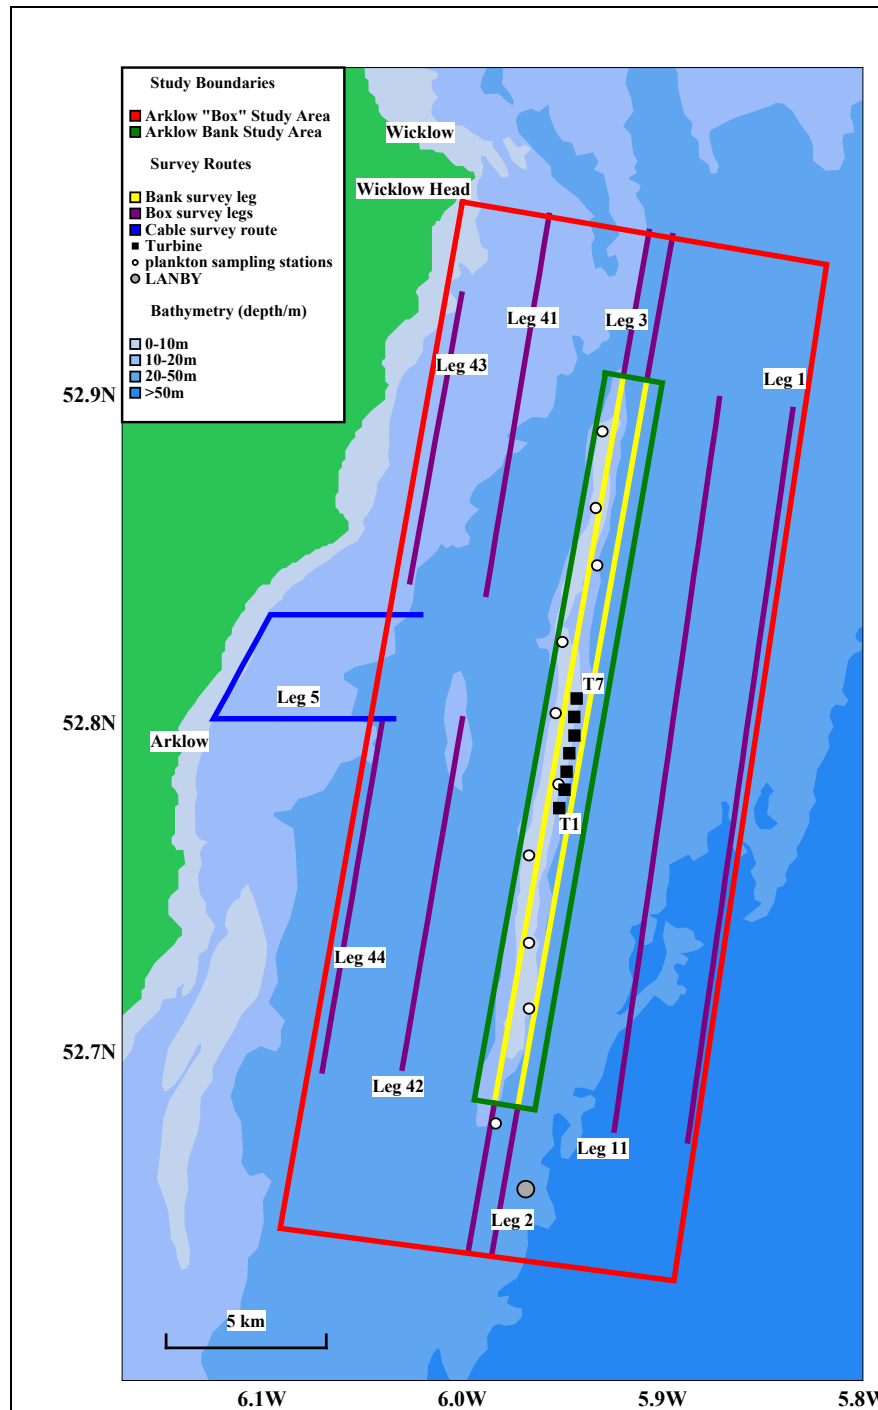 Study Boundaries
Arklow "Box" Study Area
Arklow Bank Study Area
Survey Routes
Bank survey leg
Box survey legs
Cable survey route
Turbine
plankton sampling stations
LANBY
Bathymetry (depth/m)
0-10m
10-20m
20-50m
>50m
Wicklow
Wicklow Head
Leg 41
Leg 3
Leg 43
Leg 1
52.9N
T7
Leg 5
52.8N
Arklow
T1
Leg 44
52.7N
Leg 42
Leg 11
Leg 2
5 km
6.1W
6.0W
5.9W
5.8W